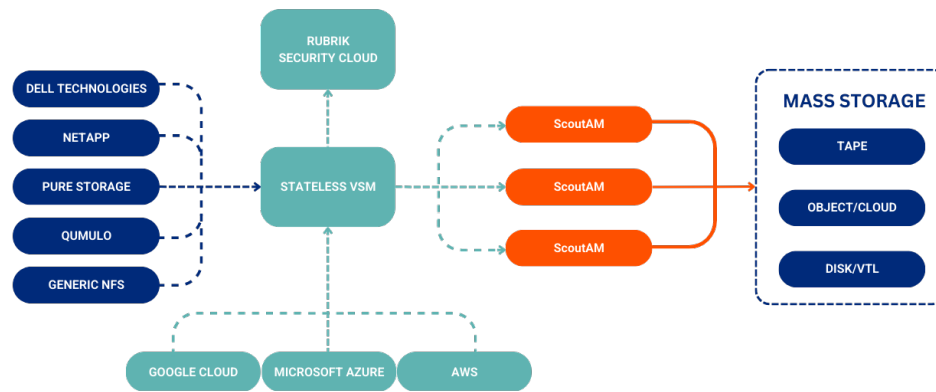 RUBRIK
SECURITY CLOUD
DELL TECHNOLOGIES
NETAPP
PURE STORAGE
QUMULO
GENERIC NFS
STATELESS VSM
ScoutAM
ScoutAM
ScoutAM
MASS STORAGE
TAPE
OBJECT/CLOUD
DISK/VTL
GOOGLE CLOUD
MICROSOFT AZURE
AWS